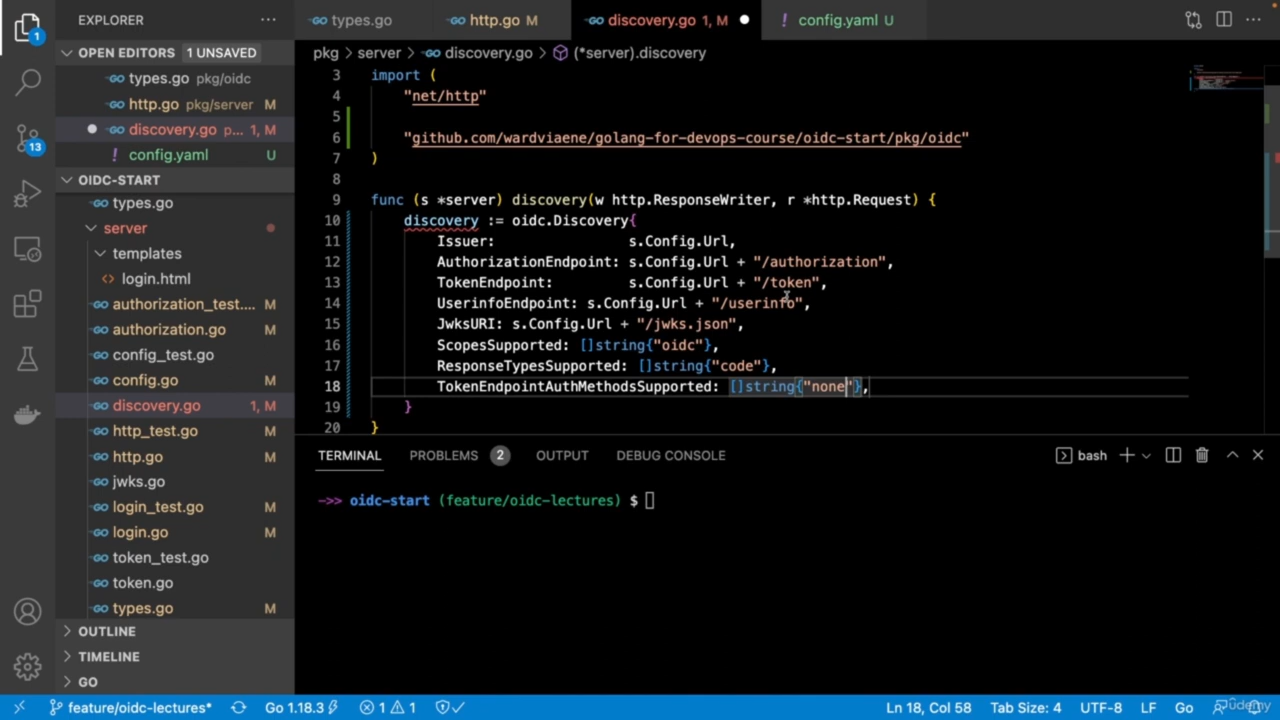 EXPLORER ···
1
types.go
http.go M
discovery.go 1, M
! config.yaml U
···
OPEN EDITORS 1 UNSAVED
types.go pkg/oidc
http.go pkg/server M
discovery.go p... 1, M
! config.yaml U
13
OIDC-START
types.go
server
templates
<> login.html
authorization_test.... M
authorization.go M
config_test.go
config.go M
discovery.go 1, M
http_test.go M
http.go M
jwks.go
login_test.go M
login.go M
token_test.go
token.go
types.go M
OUTLINE
TIMELINE
GO
pkg > server > discovery.go > (*server).discovery
3 import (
4 "net/http"
5
6 "github.com/wardviaene/golang-for-devops-course/oidc-start/pkg/oidc"
7 )
8
9 func (s *server) discovery(w http.ResponseWriter, r *http.Request) {
10 discovery := oidc.Discovery{
11 Issuer: s.Config.Url,
12 AuthorizationEndpoint: s.Config.Url + "/authorization",
13 TokenEndpoint: s.Config.Url + "/token",
14 UserinfoEndpoint: s.Config.Url + "/userinfo",
15 JwksURI: s.Config.Url + "/jwks.json",
16 ScopesSupported: []string{"oidc"},
17 ResponseTypesSupported: []string{"code"},
18 TokenEndpointAuthMethodsSupported: []string{"none"},
19 }
20 }
TERMINAL PROBLEMS 2 OUTPUT DEBUG CONSOLE
bash
->> oidc-start (feature/oidc-lectures) $
feature/oidc-lectures* Go 1.18.3 1 1 Ln 18, Col 58 Tab Size: 4 UTF-8 LF Go
ûdemy